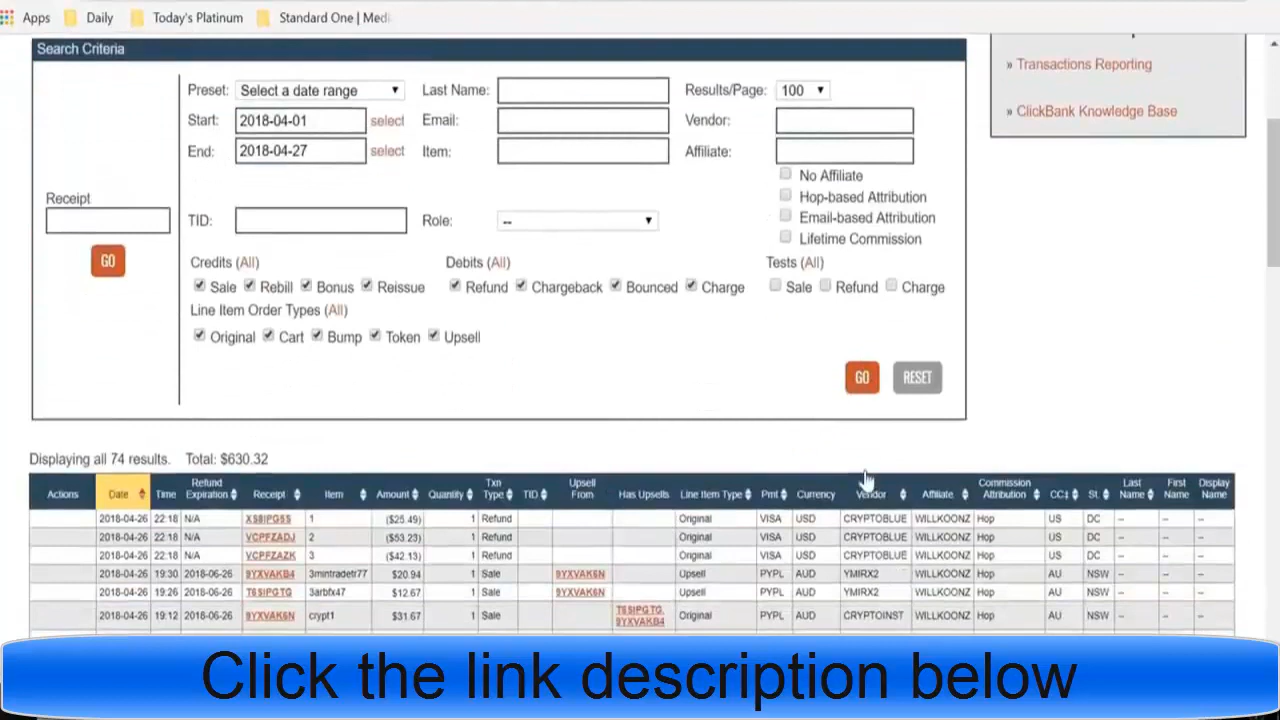 Apps Daily Today's Platinum Standard One | Medi
Search Criteria
» Transactions Reporting
» ClickBank Knowledge Base
Preset: Select a date range Last Name: Results/Page: 100
Start: 2018-04-01 select Email: Vendor:
End: 2018-04-27 select Item: Affiliate:
No Affiliate
Hop-based Attribution
Email-based Attribution
Lifetime Commission
Receipt
TID: Role: --
GO
Credits (All) Debits (All) Tests (All)
Sale Rebill Bonus Reissue Refund Chargeback Bounced Charge Sale Refund Charge
Line Item Order Types (All)
Original Cart Bump Token Upsell
GO RESET
Displaying all 74 results. Total: $630.32
Actions Date Time Refund Expiration Receipt Item Amount Quantity Txn Type TID Upsell From Has Upsells Line Item Type Pmt Currency Vendor Affiliate Commission Attribution CC St. Last Name First Name Display Name
2018-04-26 22:18 N/A 1 ($25.49) 1 Refund Original VISA USD CRYPTOBLUE WILLKOONZ Hop US DC -- -- --
2018-04-26 22:18 N/A VCPFZADJ 2 ($53.23) 1 Refund Original VISA USD CRYPTOBLUE WILLKOONZ Hop US DC -- -- --
2018-04-26 22:18 N/A VCPFZAZK 3 ($42.13) 1 Refund Original VISA USD CRYPTOBLUE WILLKOONZ Hop US DC -- -- --
2018-04-26 19:30 2018-06-26 9YXVAKB4 3mintradetr77 $20.94 1 Sale 9YXVAK6N Upsell PYPL AUD YMIRX2 WILLKOONZ Hop AU NSW -- -- --
2018-04-26 19:26 2018-06-26 T6SIPGTG 3arbfx47 $12.67 1 Sale 9YXVAK6N Upsell PYPL AUD YMIRX2 WILLKOONZ Hop AU NSW -- -- --
2018-04-26 19:12 2018-06-26 9YXVAK6N crypt1 $31.67 1 Sale T6SIPGTG, 9YXVAKB4 Original PYPL AUD CRYPTOINST WILLKOONZ Hop AU NSW -- -- --
Click the link description below